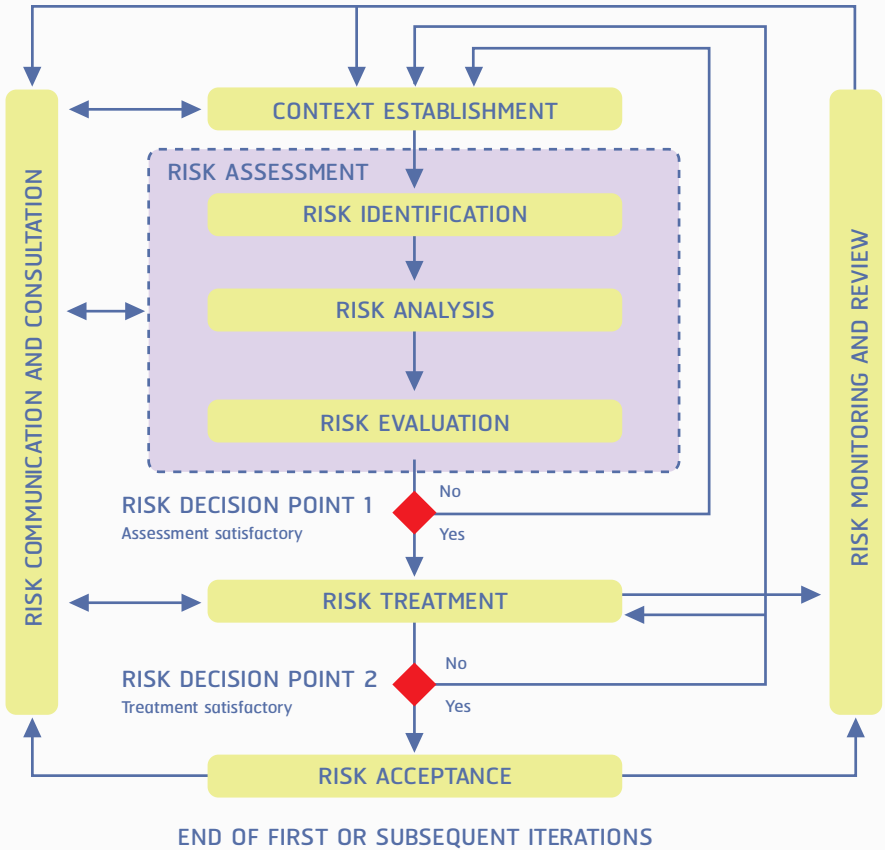 CONTEXT ESTABLISHMENT
RISK ASSESSMENT
RISK IDENTIFICATION
RISK ANALYSIS
RISK EVALUATION
RISK COMMUNICATION AND CONSULTATION
RISK MONITORING AND REVIEW
RISK DECISION POINT 1
Assessment satisfactory
No
Yes
RISK TREATMENT
RISK DECISION POINT 2
Treatment satisfactory
No
Yes
RISK ACCEPTANCE
END OF FIRST OR SUBSEQUENT ITERATIONS